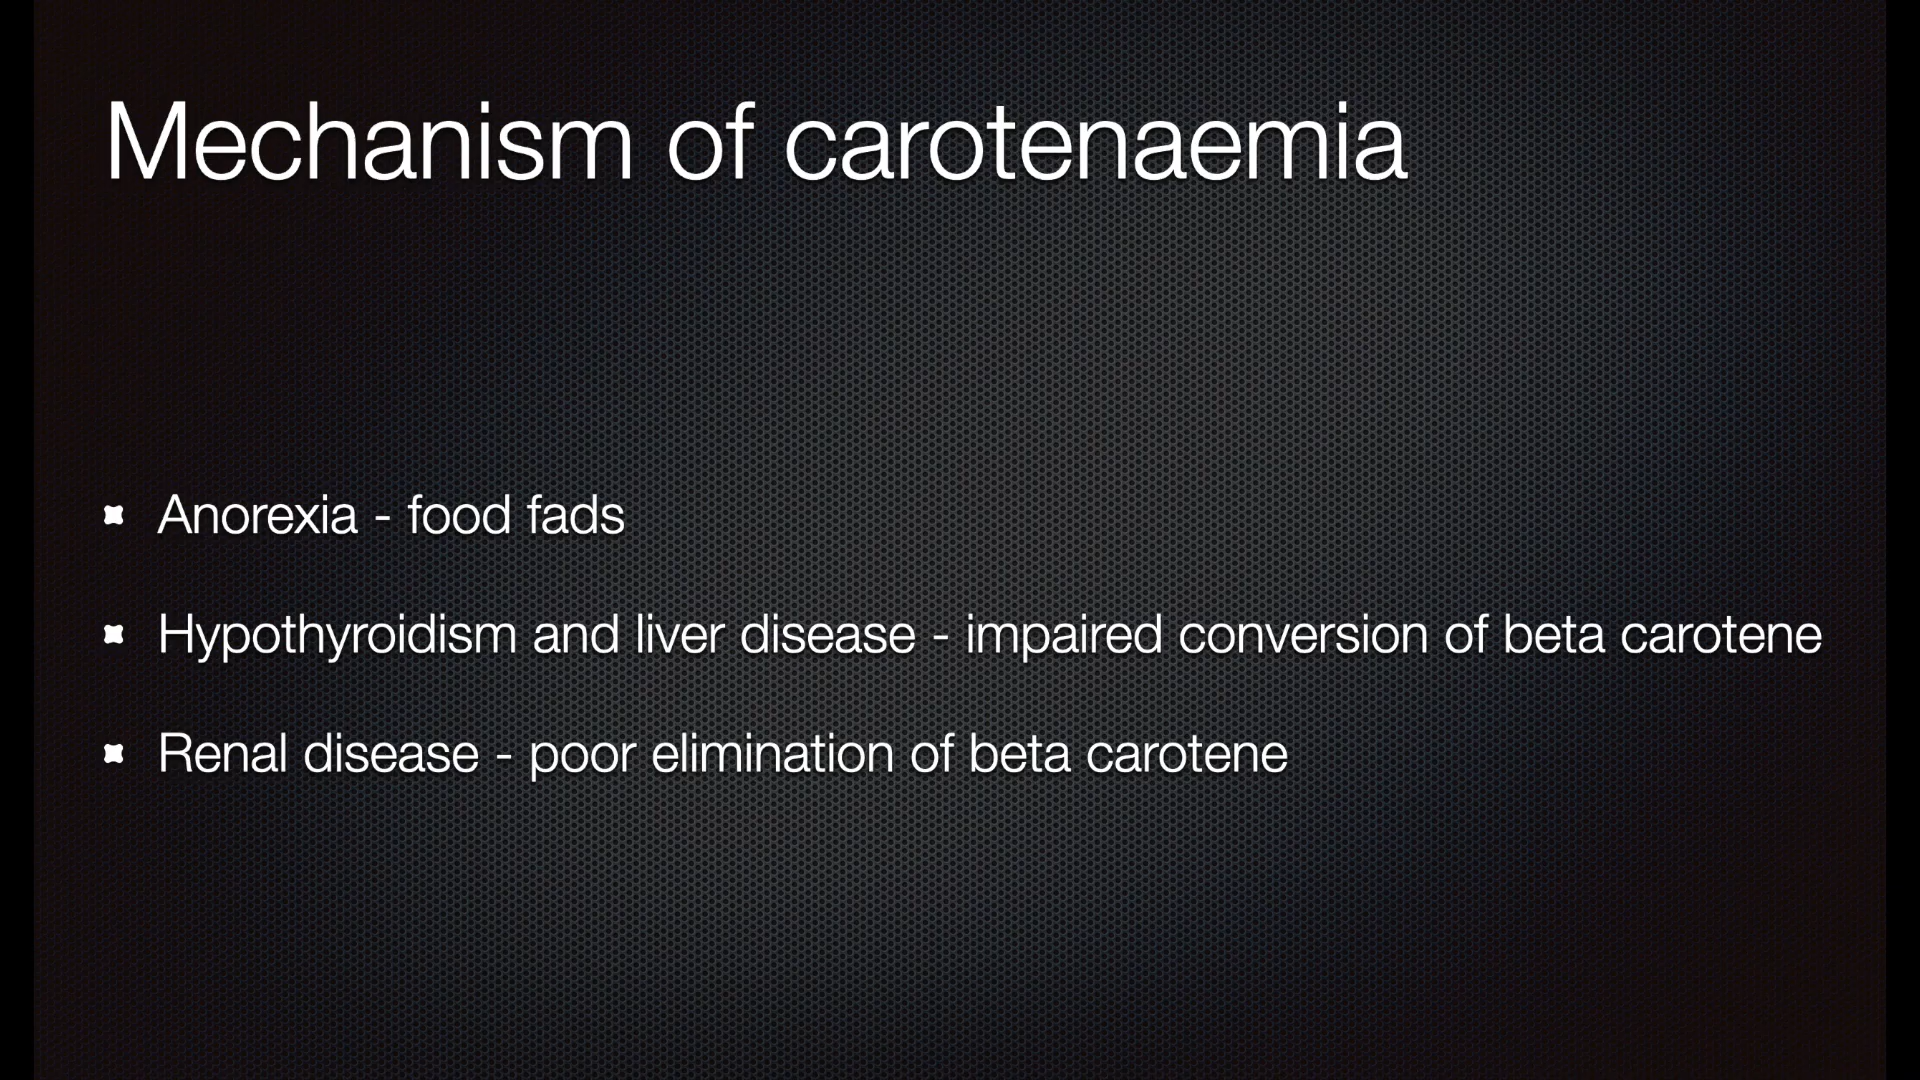 Mechanism of carotenaemia
Anorexia - food fads
Hypothyroidism and liver disease - impaired conversion of beta carotene
Renal disease - poor elimination of beta carotene